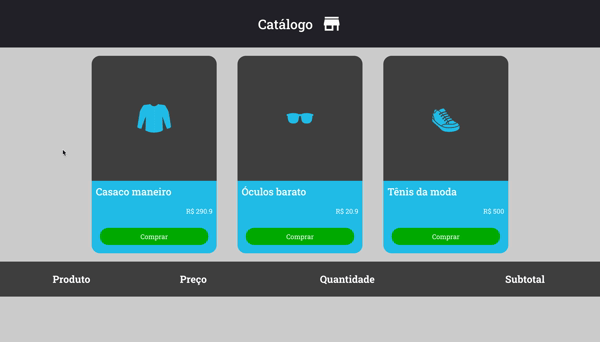 Catálogo
Casaco maneiro
R$ 290.9
Comprar
Óculos barato
R$ 20.9
Comprar
Tênis da moda
R$ 500
Comprar
Produto Preço Quantidade Subtotal